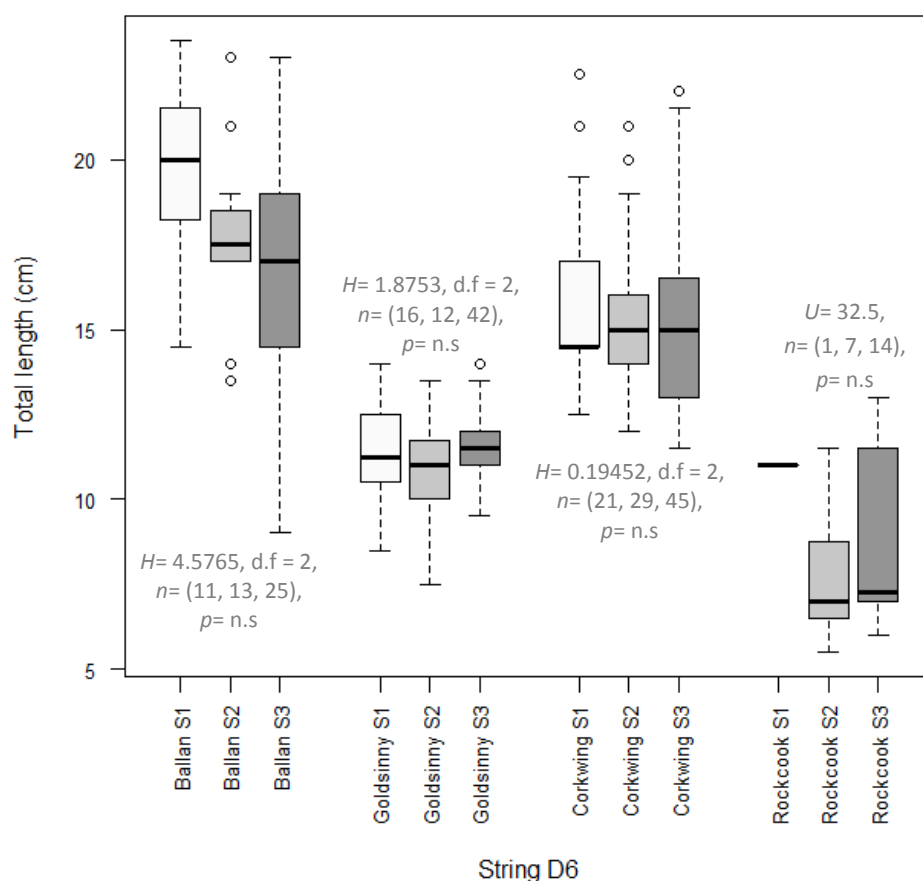 Total length (cm)
20
15
10
5
H= 4.5765, d.f = 2,
n= (11, 13, 25),
p= n.s
H= 1.8753, d.f = 2,
n= (16, 12, 42),
p= n.s
H= 0.19452, d.f = 2,
n= (21, 29, 45),
p= n.s
U= 32.5,
n= (1, 7, 14),
p= n.s
Ballan S1
Ballan S2
Ballan S3
Goldsinny S1
Goldsinny S2
Goldsinny S3
Corkwing S1
Corkwing S2
Corkwing S3
Rockcook S1
Rockcook S2
Rockcook S3
String D6